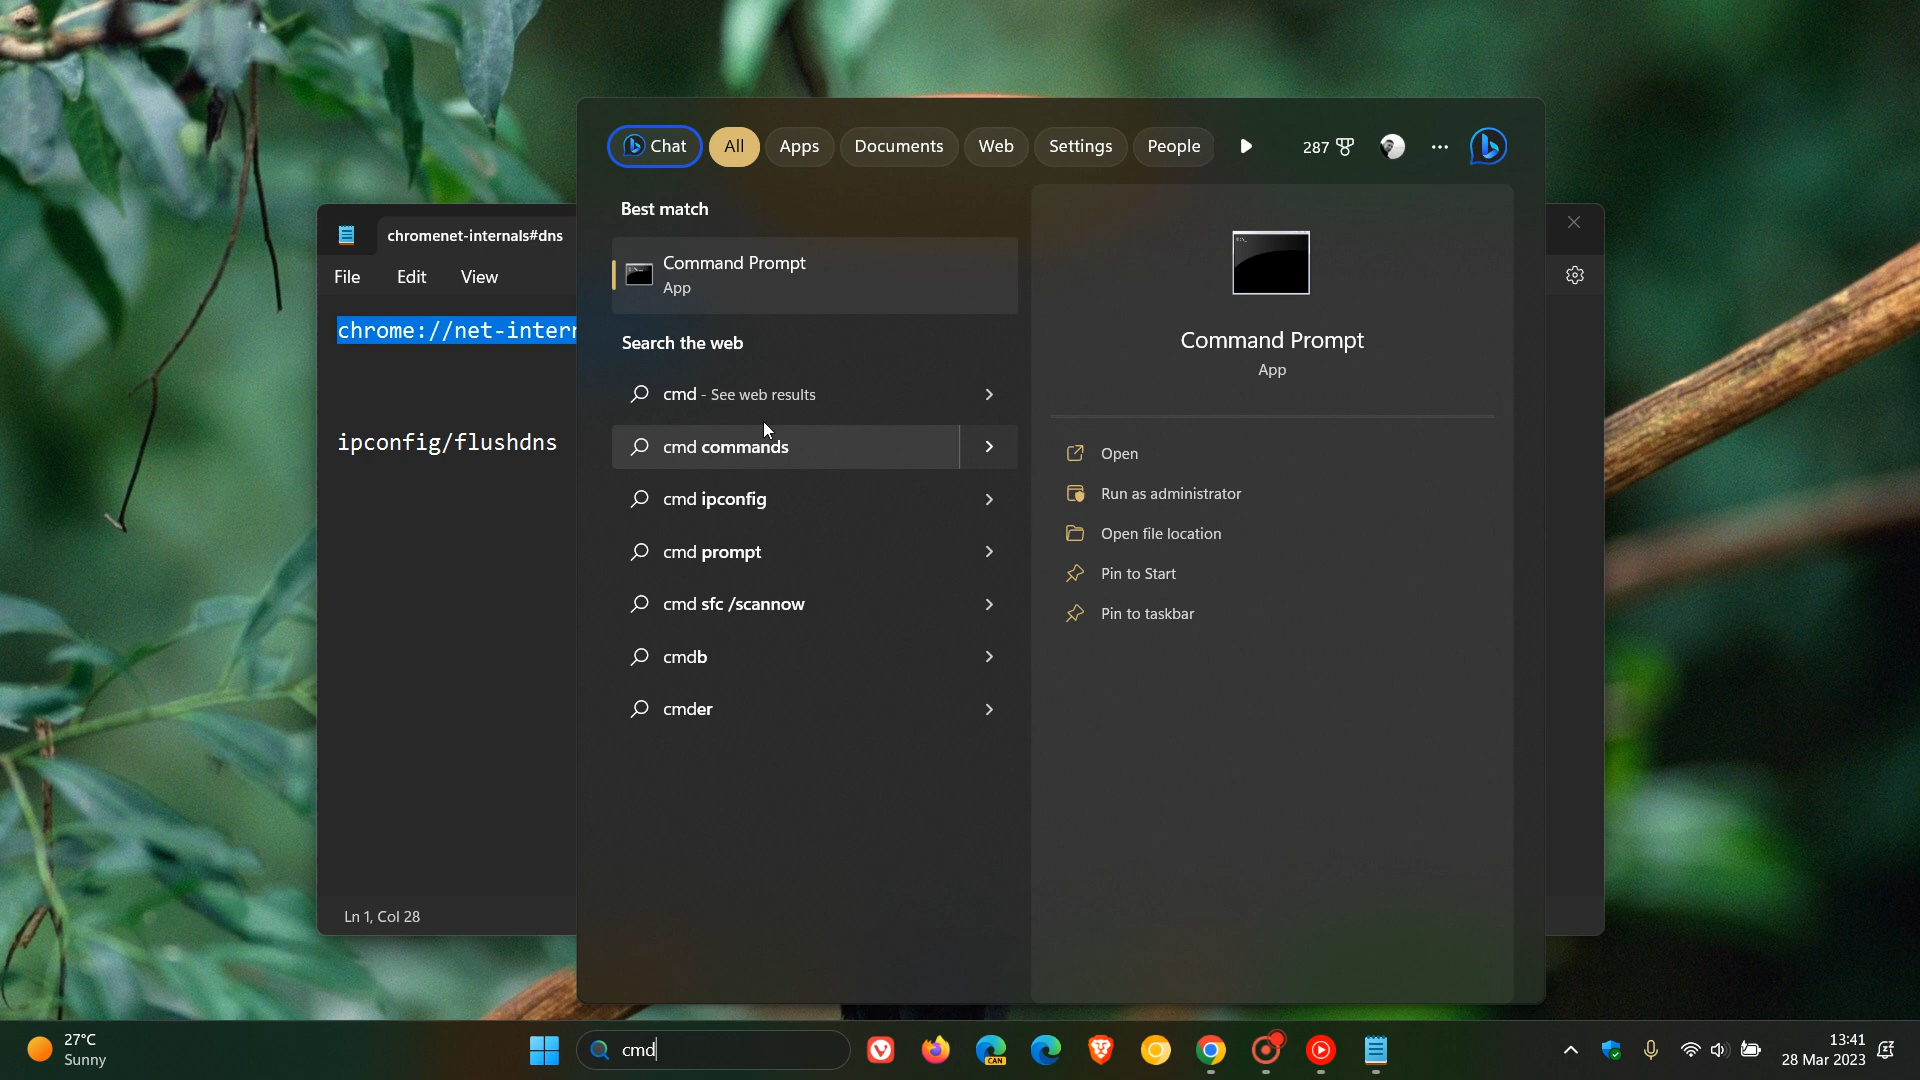 Chat
All
Apps
Documents
Web
Settings
People
287
Best match
Command Prompt
App
Search the web
cmd - See web results
cmd commands
cmd ipconfig
cmd prompt
cmd sfc /scannow
cmdb
cmder
Command Prompt
App
Open
Run as administrator
Open file location
Pin to Start
Pin to taskbar
chromenet-internals#dns
File
Edit
View
chrome://net-intern
ipconfig/flushdns
Ln 1, Col 28
27°C
Sunny
cmd
CAN
13:41
28 Mar 2023